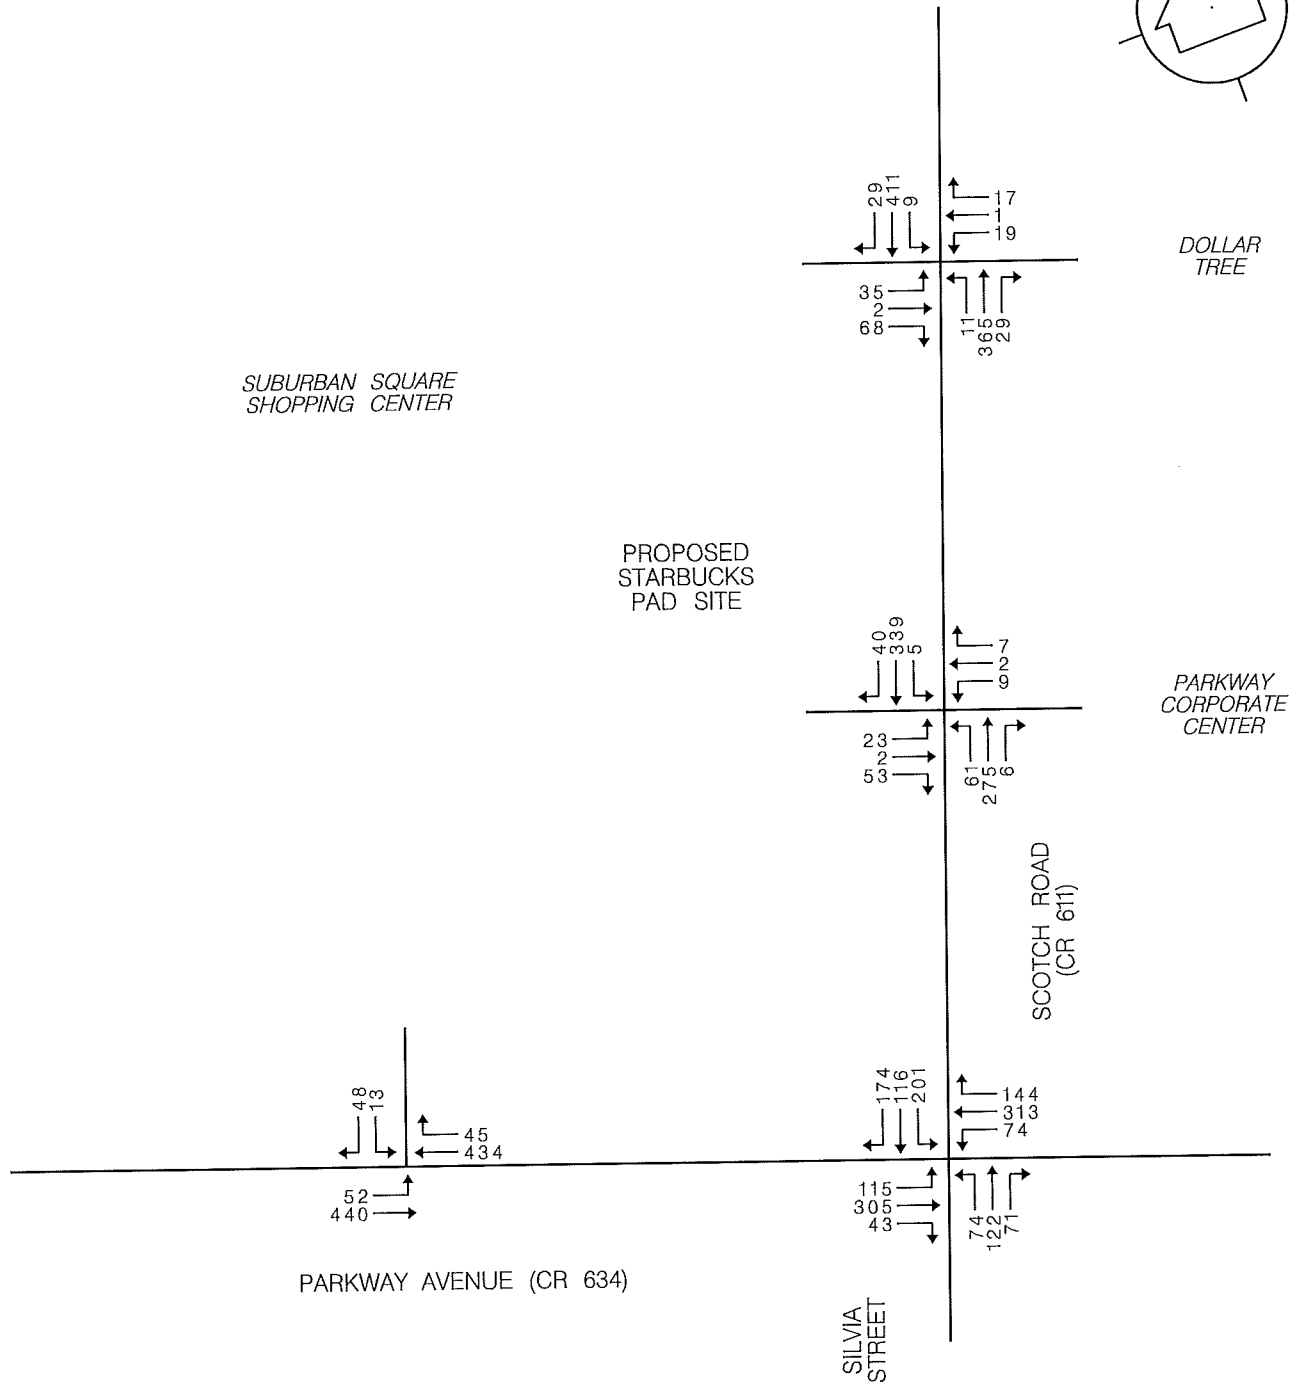 29
411
9
17
1
19
DOLLAR
TREE
35
2
68
11
365
29
SUBURBAN SQUARE
SHOPPING CENTER
PROPOSED
STARBUCKS
PAD SITE
40
339
5
7
2
9
PARKWAY
CORPORATE
CENTER
23
2
53
61
275
6
SCOTCH ROAD
(CR 611)
48
13
45
434
52
440
174
116
201
144
313
74
115
305
43
74
122
71
PARKWAY AVENUE (CR 634)
SILVIA
STREET